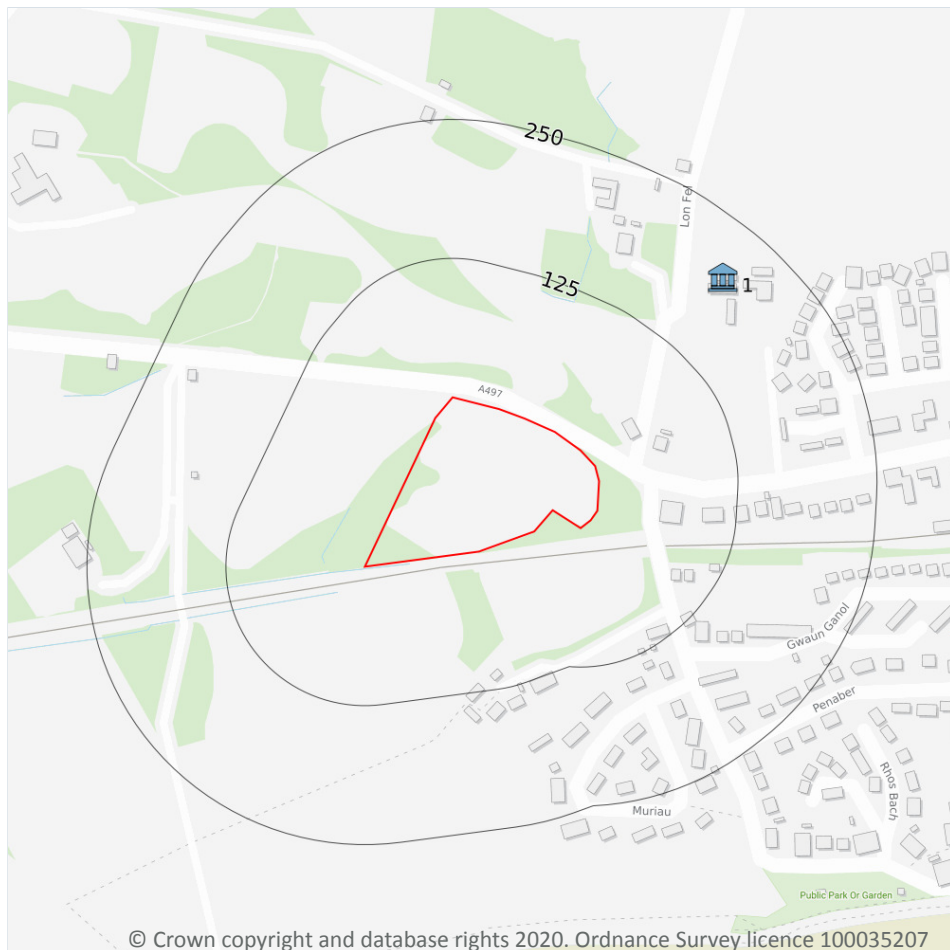 250
Lon Fel
125
1
A497
Gwaun Ganol
Penaber
Rhos Bach
Muriau
Public Park Or Garden
© Crown copyright and database rights 2020. Ordnance Survey licence 100035207